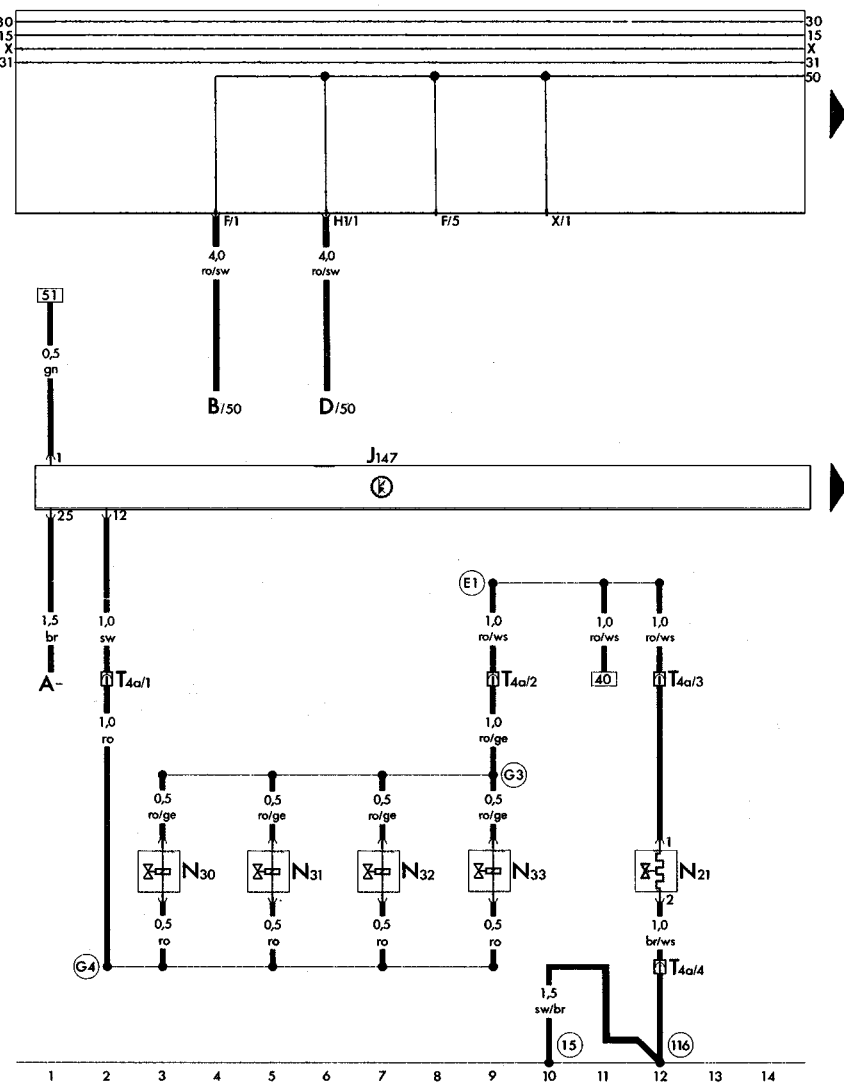 30 30
15 15
X X
31 31
50
F/1 H1/1 F/5 X/1
4,0 4,0
ro/sw ro/sw
51
0,5
gn
B/50 D/50
1 J147
25 12
E1
1,5 1,0 1,0 1,0 1,0
br sw ro/ws ro/ws ro/ws
A- T4a/1 T4a/2 40 T4a/3
1,0 1,0
ro ro/ge
G3
0,5 0,5 0,5 0,5
ro/ge ro/ge ro/ge ro/ge
1
N30 N31 N32 N33 N21
2
0,5 0,5 0,5 0,5 1,0
ro ro ro ro br/ws
G4 T4a/4
1,5
sw/br
15 116
1 2 3 4 5 6 7 8 9 10 11 12 13 14